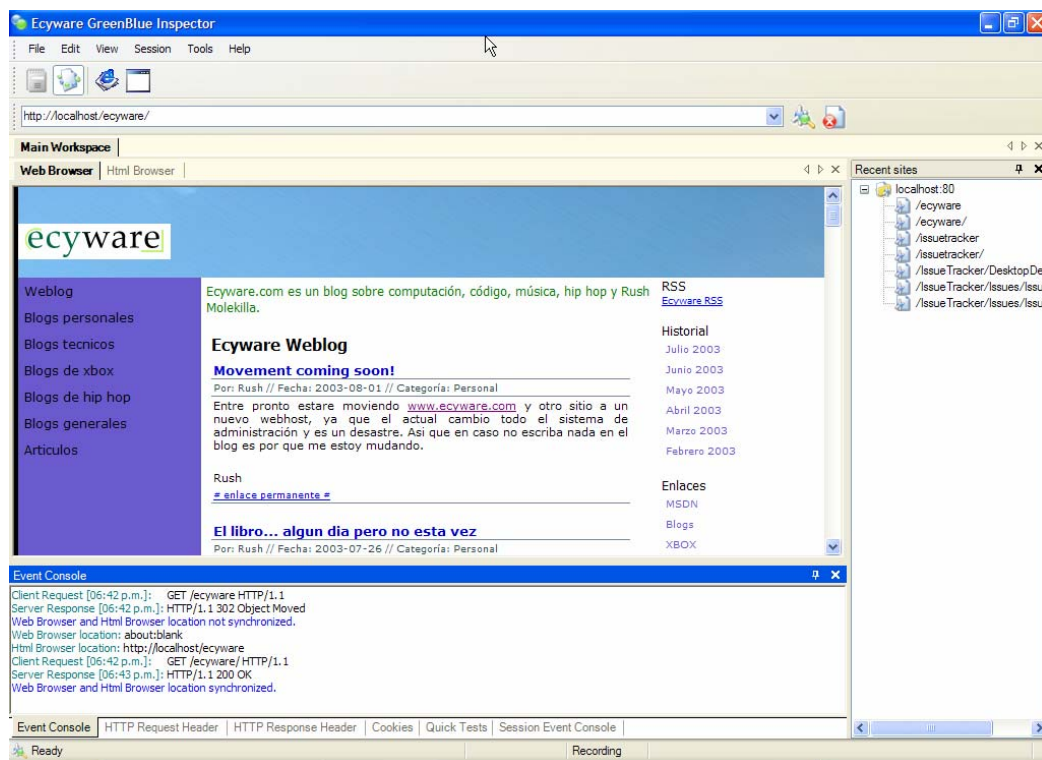 Ecyware GreenBlue Inspector
File Edit View Session Tools Help
http://localhost/ecyware/
Main Workspace
Web Browser Html Browser
ecyware
Weblog
Blogs personales
Blogs tecnicos
Blogs de xbox
Blogs de hip hop
Blogs generales
Articulos
Ecyware.com es un blog sobre computación, código, música, hip hop y Rush
Molekilla.
Ecyware Weblog
Movement coming soon!
Por: Rush // Fecha: 2003-08-01 // Categoría: Personal
Entre pronto estare moviendo www.ecyware.com y otro sitio a un
nuevo webhost, ya que el actual cambio todo el sistema de
administración y es un desastre. Asi que en caso no escriba nada en el
blog es por que me estoy mudando.
Rush
# enlace permanente #
El libro... algun dia pero no esta vez
Por: Rush // Fecha: 2003-07-26 // Categoría: Personal
RSS
Ecyware RSS
Historial
Julio 2003
Junio 2003
Mayo 2003
Abril 2003
Marzo 2003
Febrero 2003
Enlaces
MSDN
Blogs
XBOX
Recent sites
localhost:80
/ecyware
/ecyware/
/issuetracker
/issuetracker/
/IssueTracker/DesktopDe
/IssueTracker/Issues/Issu
/IssueTracker/Issues/Issu
Event Console
Client Request [06:42 p.m.]: GET /ecyware HTTP/1.1
Server Response [06:42 p.m.]: HTTP/1.1 302 Object Moved
Web Browser and Html Browser location not synchronized.
Web Browser location: about:blank
Html Browser location: http://localhost/ecyware
Client Request [06:42 p.m.]: GET /ecyware/ HTTP/1.1
Server Response [06:43 p.m.]: HTTP/1.1 200 OK
Web Browser and Html Browser location synchronized.
Event Console HTTP Request Header HTTP Response Header Cookies Quick Tests Session Event Console
Ready Recording